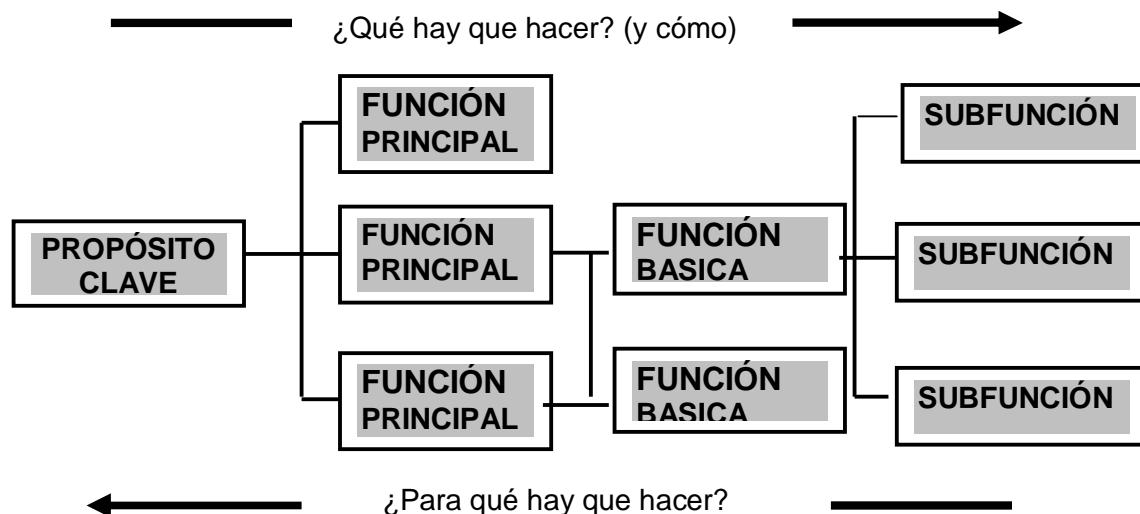 ¿Qué hay que hacer? (y cómo)
FUNCIÓN
PRINCIPAL
SUBFUNCIÓN
PROPÓSITO
CLAVE
FUNCIÓN
PRINCIPAL
FUNCIÓN
BASICA
SUBFUNCIÓN
FUNCIÓN
PRINCIPAL
FUNCIÓN
BASICA
SUBFUNCIÓN
¿Para qué hay que hacer?